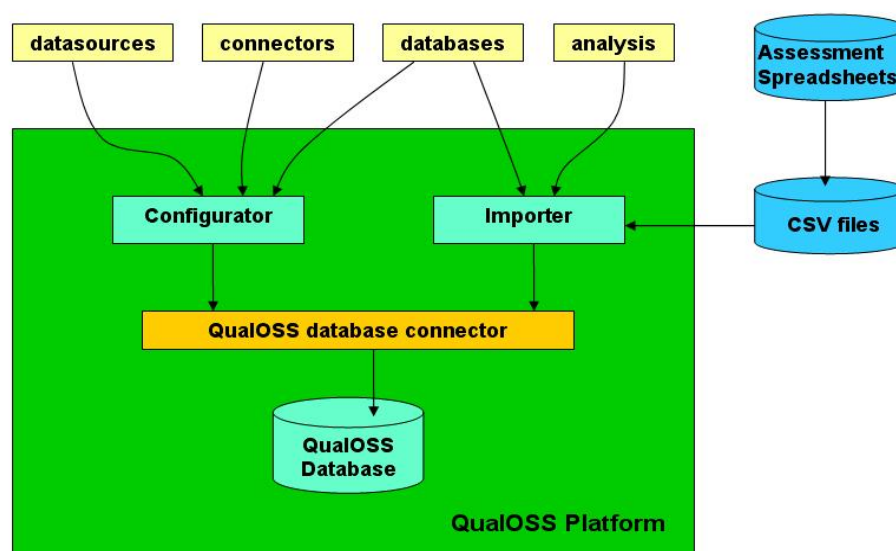 datasources
connectors
databases
analysis
Assessment
Spreadsheets
Configurator
Importer
CSV files
QualOSS database connector
QualOSS
Database
QualOSS Platform